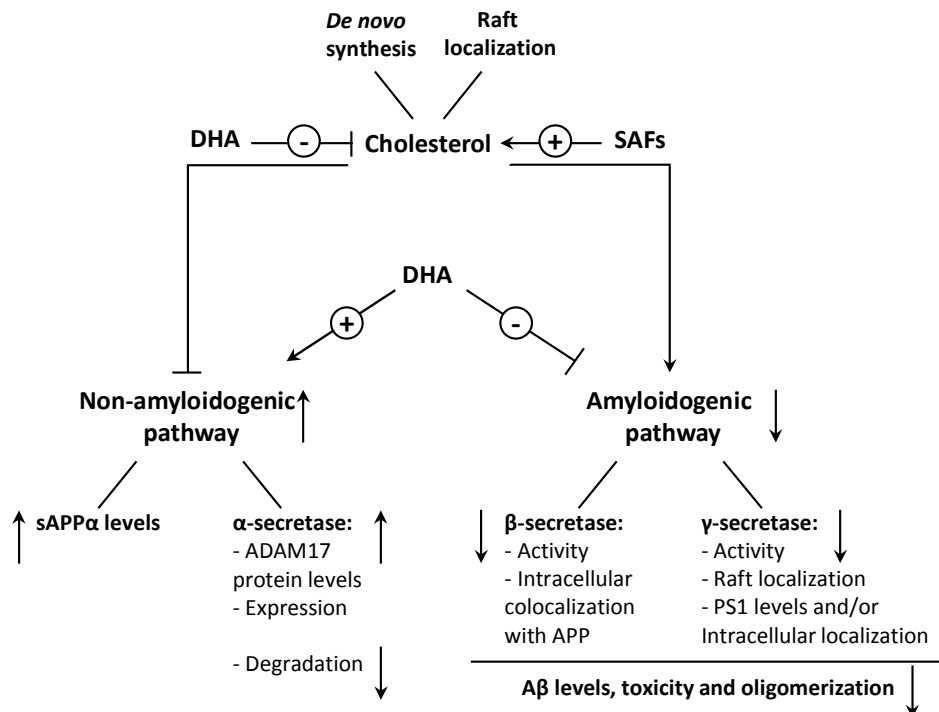 De novo
synthesis
Raft
localization
DHA
-
Cholesterol
+
SAFs
DHA
+
-
Non-amyloidogenic
pathway
Amyloidogenic
pathway
sAPPα levels
α-secretase:
- ADAM17
protein levels
- Expression
- Degradation
β-secretase:
- Activity
- Intracellular
colocalization
with APP
γ-secretase:
- Activity
- Raft localization
- PS1 levels and/or
Intracellular localization
Aβ levels, toxicity and oligomerization